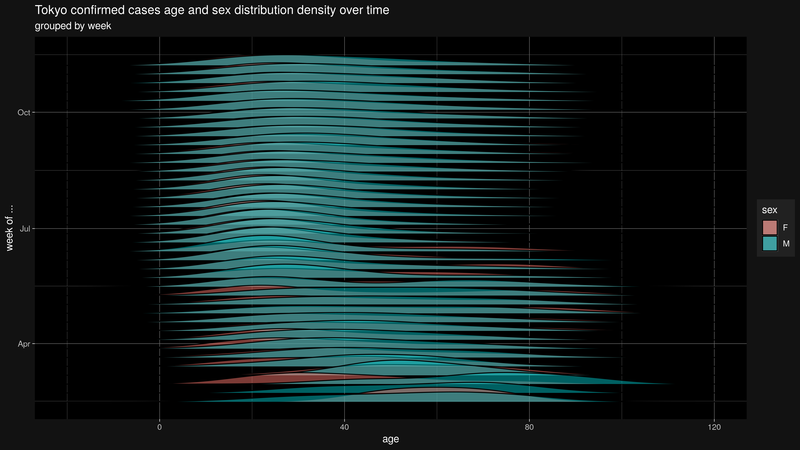 Tokyo confirmed cases age and sex distribution density over time
grouped by week
Oct
Jul
Apr
week of ...
0
40
80
120
age
sex
F
M